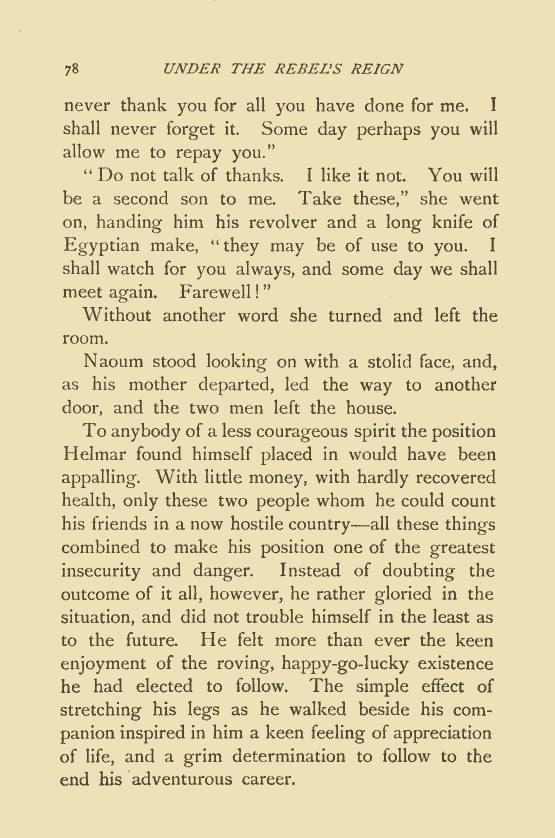 78 UNDER THE REBEL'S REIGN
never thank you for all you have done for me. I
shall never forget it. Some day perhaps you will
allow me to repay you.”
“Do not talk of thanks. I like it not. You will
be a second son to me. Take these,” she went
on, handing him his revolver and a long knife of
Egyptian make, “they may be of use to you. I
shall watch for you always, and some day we shall
meet again. Farewell!”
Without another word she turned and left the
room.
Naoum stood looking on with a stolid face, and,
as his mother departed, led the way to another
door, and the two men left the house.
To anybody of a less courageous spirit the position
Helmar found himself placed in would have been
appalling. With little money, with hardly recovered
health, only these two people whom he could count
his friends in a now hostile country—all these things
combined to make his position one of the greatest
insecurity and danger. Instead of doubting the
outcome of it all, however, he rather gloried in the
situation, and did not trouble himself in the least as
to the future. He felt more than ever the keen
enjoyment of the roving, happy-go-lucky existence
he had elected to follow. The simple effect of
stretching his legs as he walked beside his com-
panion inspired in him a keen feeling of appreciation
of life, and a grim determination to follow to the
end his adventurous career.